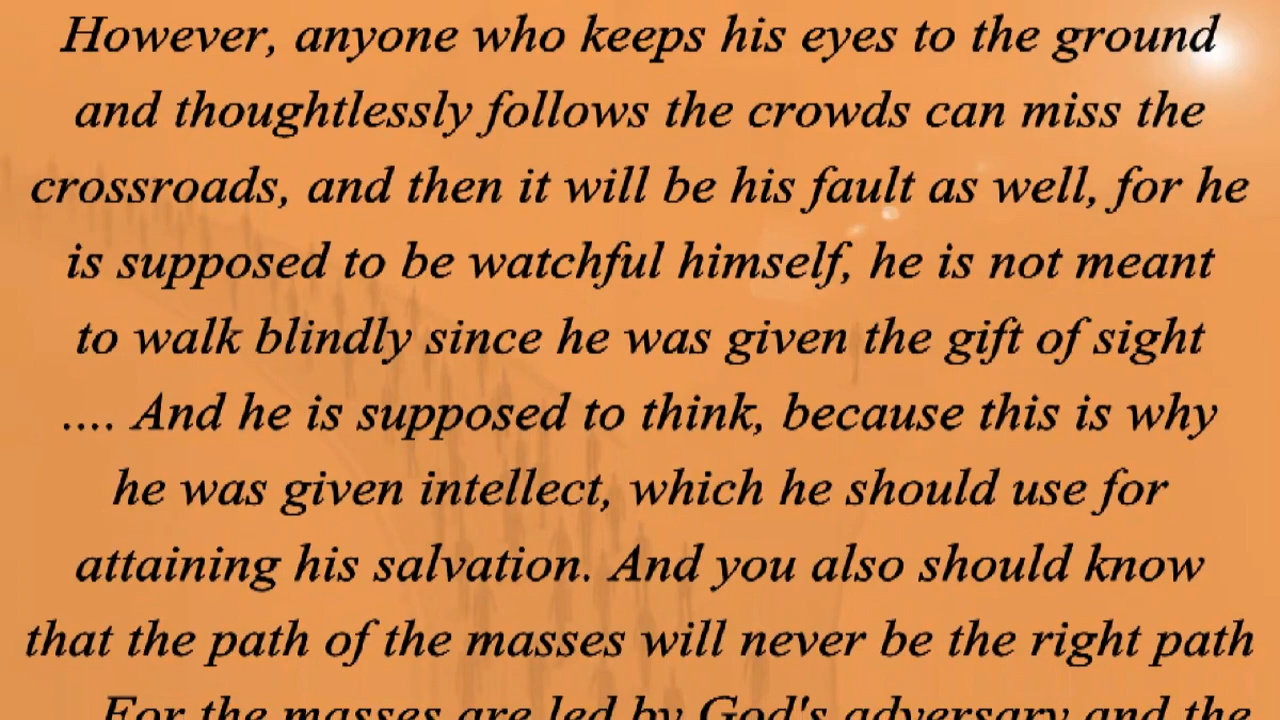 However, anyone who keeps his eyes to the ground
and thoughtlessly follows the crowds can miss the
crossroads, and then it will be his fault as well, for he
is supposed to be watchful himself, he is not meant
to walk blindly since he was given the gift of sight
.... And he is supposed to think, because this is why
he was given intellect, which he should use for
attaining his salvation. And you also should know
that the path of the masses will never be the right path
For the masses are led by God's adversary and the